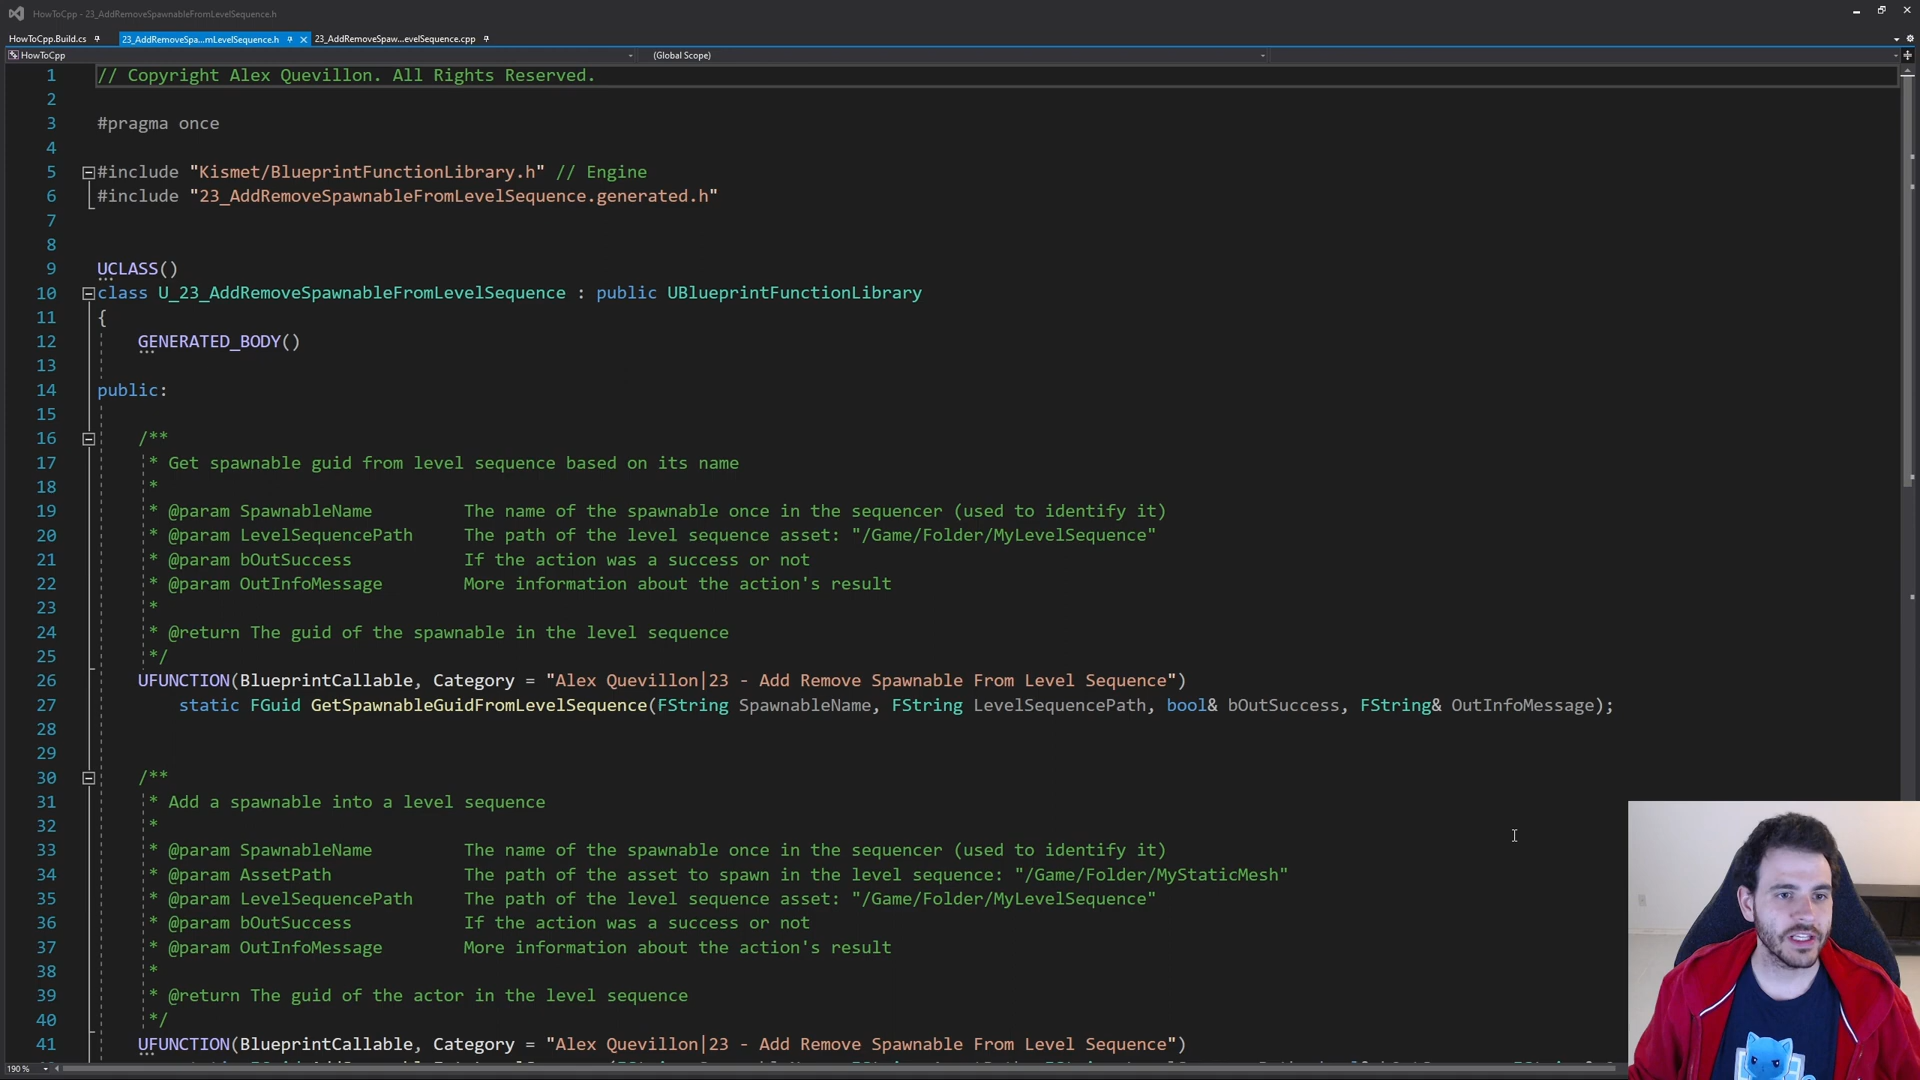 HowToCpp - 23_AddRemoveSpawnableFromLevelSequence.h
HowToCpp.Build.cs
23_AddRemoveSpa...mLevelSequence.h
23_AddRemoveSpaw...evelSequence.cpp
HowToCpp
(Global Scope)
1 // Copyright Alex Quevillon. All Rights Reserved.
2
3 #pragma once
4
5 #include "Kismet/BlueprintFunctionLibrary.h" // Engine
6 #include "23_AddRemoveSpawnableFromLevelSequence.generated.h"
7
8
9 UCLASS()
10 class U_23_AddRemoveSpawnableFromLevelSequence : public UBlueprintFunctionLibrary
11 {
12 GENERATED_BODY()
13
14 public:
15
16 /**
17 * Get spawnable guid from level sequence based on its name
18 *
19 * @param SpawnableName The name of the spawnable once in the sequencer (used to identify it)
20 * @param LevelSequencePath The path of the level sequence asset: "/Game/Folder/MyLevelSequence"
21 * @param bOutSuccess If the action was a success or not
22 * @param OutInfoMessage More information about the action's result
23 *
24 * @return The guid of the spawnable in the level sequence
25 */
26 UFUNCTION(BlueprintCallable, Category = "Alex Quevillon|23 - Add Remove Spawnable From Level Sequence")
27 static FGuid GetSpawnableGuidFromLevelSequence(FString SpawnableName, FString LevelSequencePath, bool& bOutSuccess, FString& OutInfoMessage);
28
29
30 /**
31 * Add a spawnable into a level sequence
32 *
33 * @param SpawnableName The name of the spawnable once in the sequencer (used to identify it)
34 * @param AssetPath The path of the asset to spawn in the level sequence: "/Game/Folder/MyStaticMesh"
35 * @param LevelSequencePath The path of the level sequence asset: "/Game/Folder/MyLevelSequence"
36 * @param bOutSuccess If the action was a success or not
37 * @param OutInfoMessage More information about the action's result
38 *
39 * @return The guid of the actor in the level sequence
40 */
41 UFUNCTION(BlueprintCallable, Category = "Alex Quevillon|23 - Add Remove Spawnable From Level Sequence")
190 %